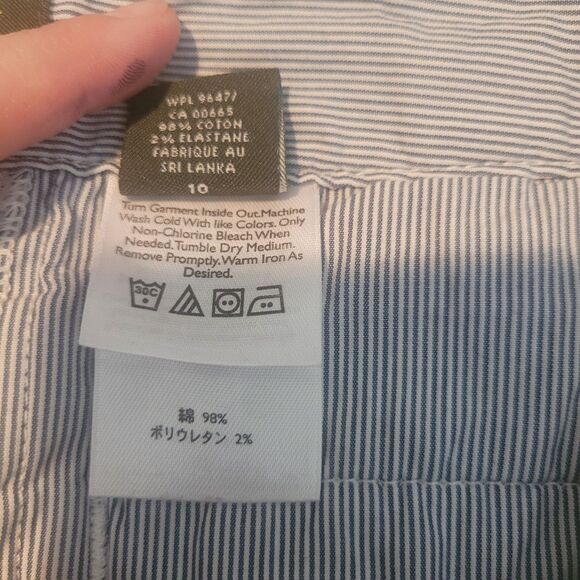 WPL 9647/
CA 00665
98% COTON
2% ELASTANE
FABRIQUE AU
SRI LANKA
10
Turn Garment Inside Out.Machine
Wash Cold With like Colors. Only
Non-Chlorine Bleach When
Needed.Tumble Dry Medium.
Remove Promptly.Warm Iron As
Desired.
30C
綿 98%
ポリウレタン 2%